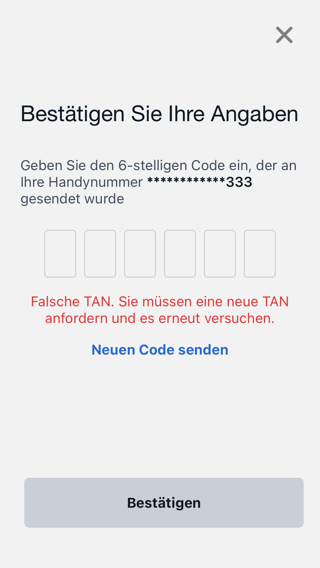 Bestätigen Sie Ihre Angaben
Geben Sie den 6-stelligen Code ein, der an
Ihre Handynummer ************333
gesendet wurde
Falsche TAN. Sie müssen eine neue TAN
anfordern und es erneut versuchen.
Neuen Code senden
Bestätigen